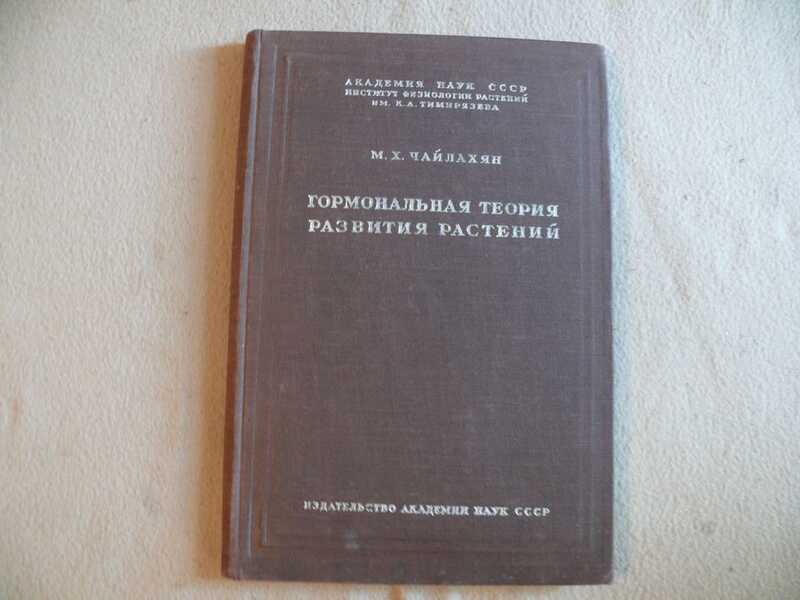 АКАДЕМИЯ НАУК СССР
ИНСТИТУТ ФИЗИОЛОГИИ РАСТЕНИЙ
ИМ. К.А. ТИМИРЯЗЕВА
М. Х. ЧАЙЛАХЯН
ГОРМОНАЛЬНАЯ ТЕОРИЯ
РАЗВИТИЯ РАСТЕНИЙ
ИЗДАТЕЛЬСТВО АКАДЕМИИ НАУК СССР